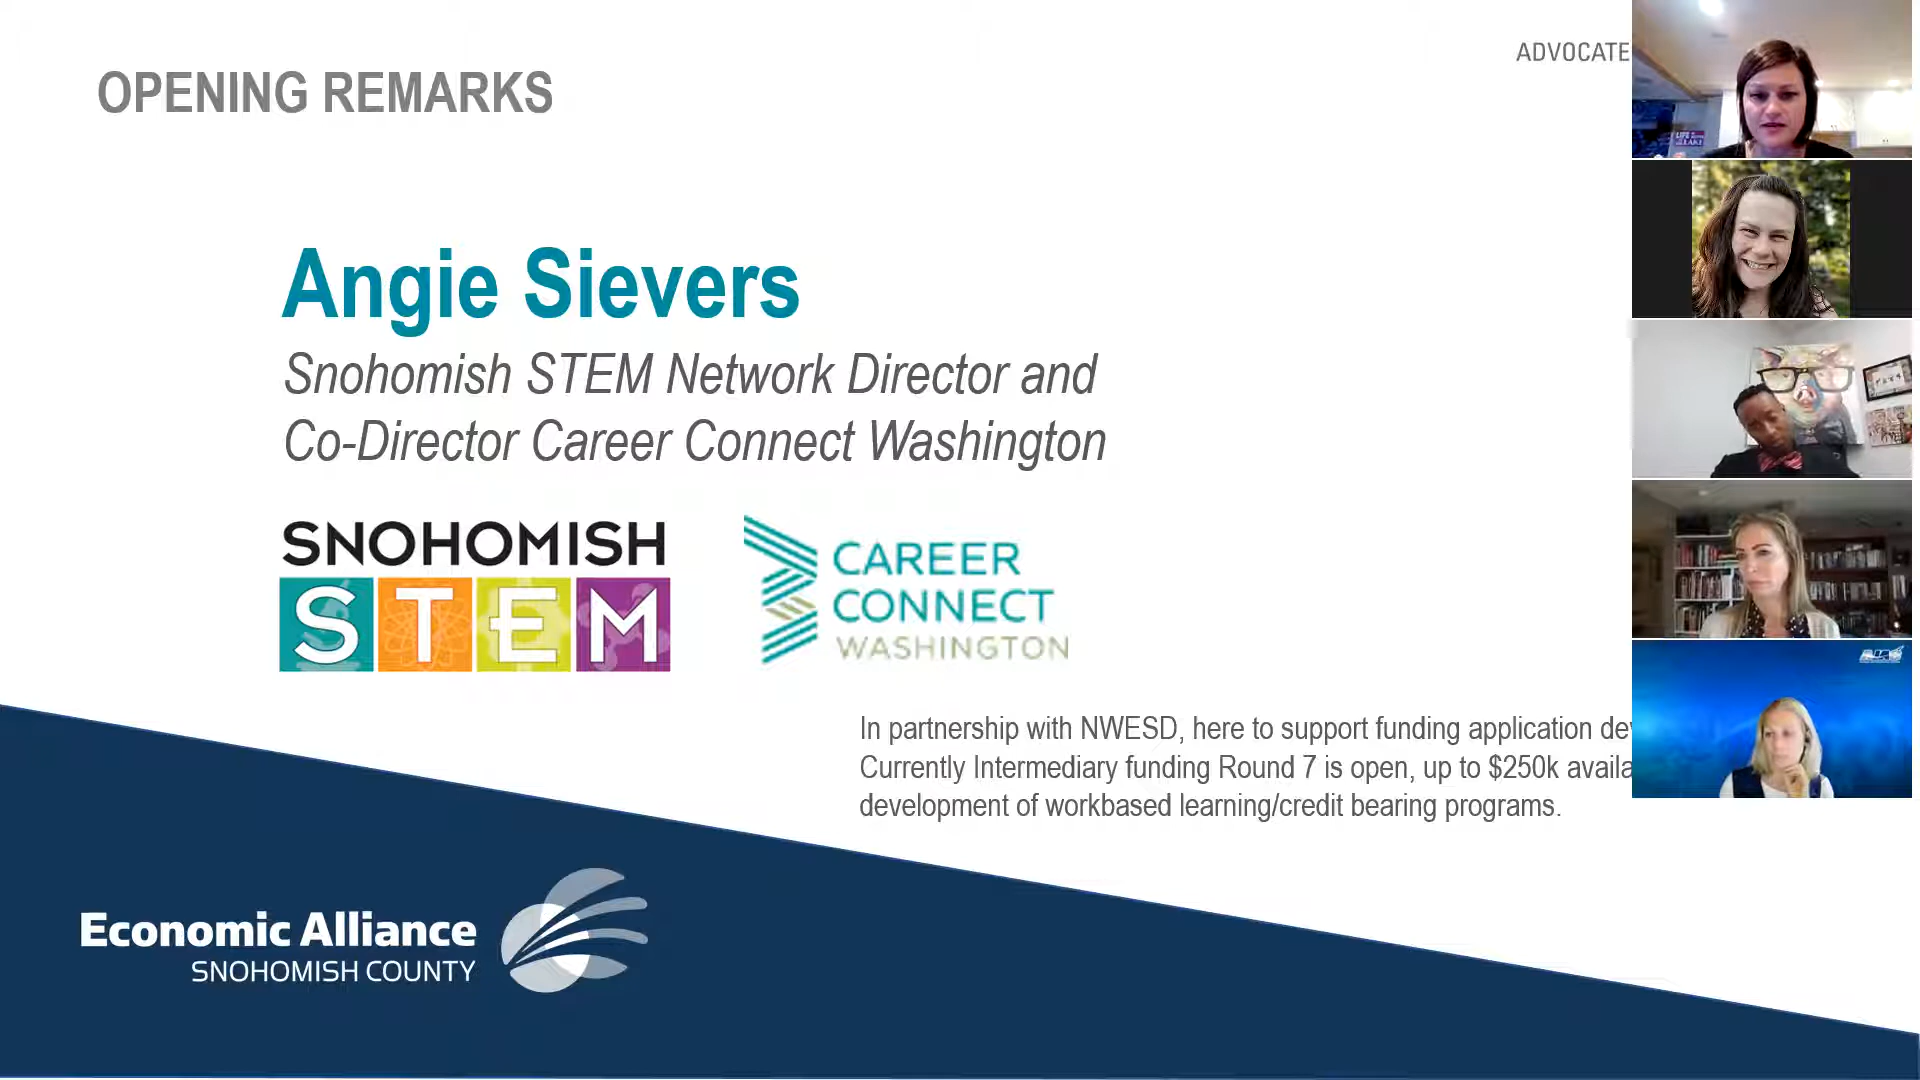 OPENING REMARKS
ADVOCATE
Angie Sievers
Snohomish STEM Network Director and
Co-Director Career Connect Washington
SNOHOMISH
STEM
CAREER
CONNECT
WASHINGTON
In partnership with NWESD, here to support funding application
Currently Intermediary funding Round 7 is open, up to $250k
development of workbased learning/credit bearing programs.
Economic Alliance
SNOHOMISH COUNTY
LIFE
LAKE